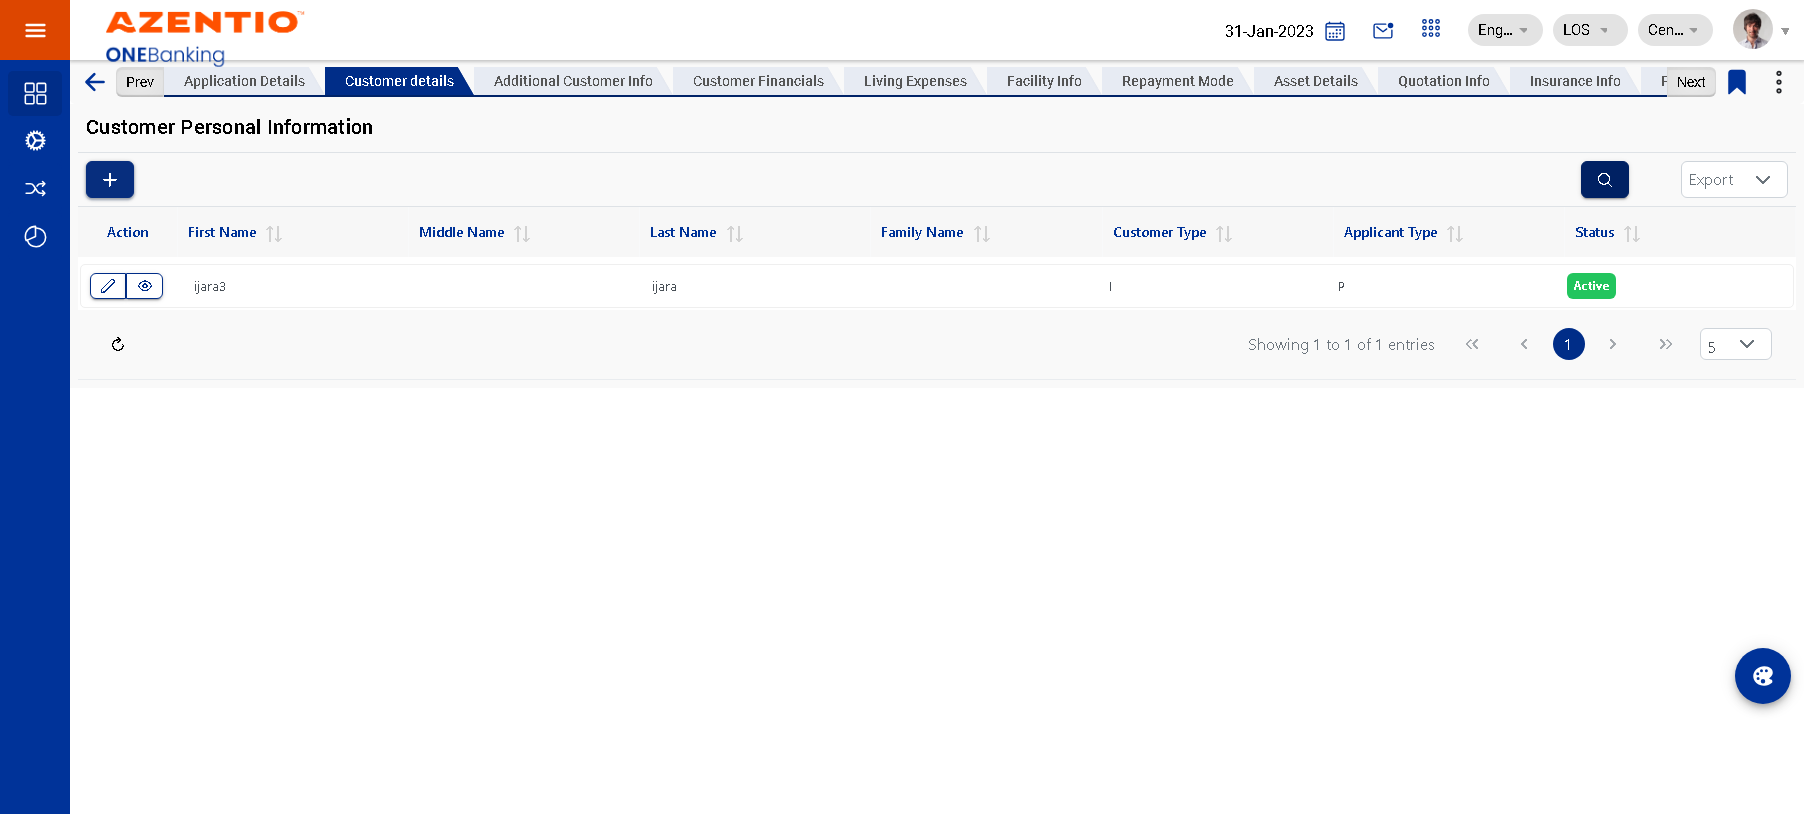 AZENTIO™
ONEBanking
31-Jan-2023
Eng...
LOS
Cen...
Prev
Application Details
Customer details
Additional Customer Info
Customer Financials
Living Expenses
Facility Info
Repayment Mode
Asset Details
Quotation Info
Insurance Info
Next
Customer Personal Information
Export
Action
First Name
Middle Name
Last Name
Family Name
Customer Type
Applicant Type
Status
ijara3
ijara
I
P
Active
Showing 1 to 1 of 1 entries
1
5